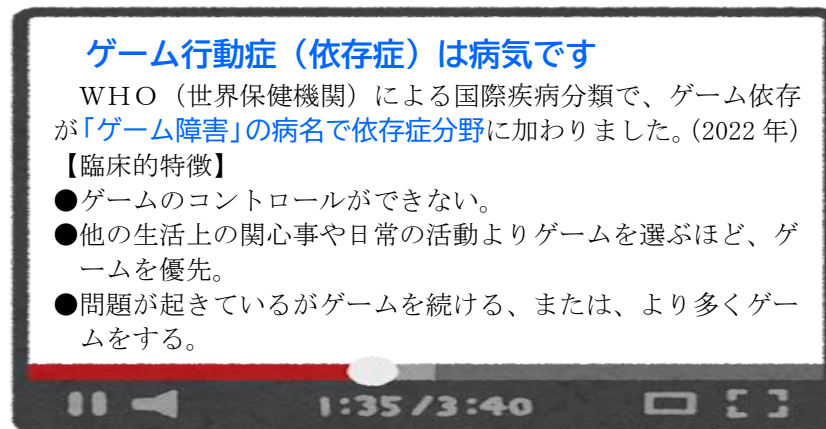 ゲーム行動症（依存症）は病気です
ＷＨＯ（世界保健機関）による国際疾病分類で、ゲーム依存
が「ゲーム障害」の病名で依存症分野に加わりました。（2022 年）
【臨床的特徴】
●ゲームのコントロールができない。
●他の生活上の関心事や日常の活動よりゲームを選ぶほど、ゲ
ームを優先。
●問題が起きているがゲームを続ける、または、より多くゲー
ムをする。
1:35/3:40